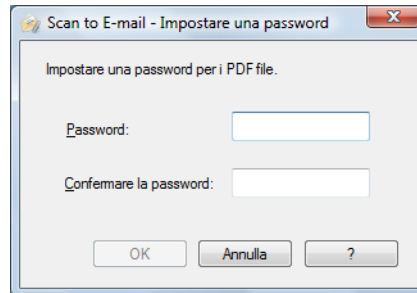 Scan to E-mail - Impostare una password
Impostare una password per i PDF file.
Password:
Confermare la password:
OK Annulla ?